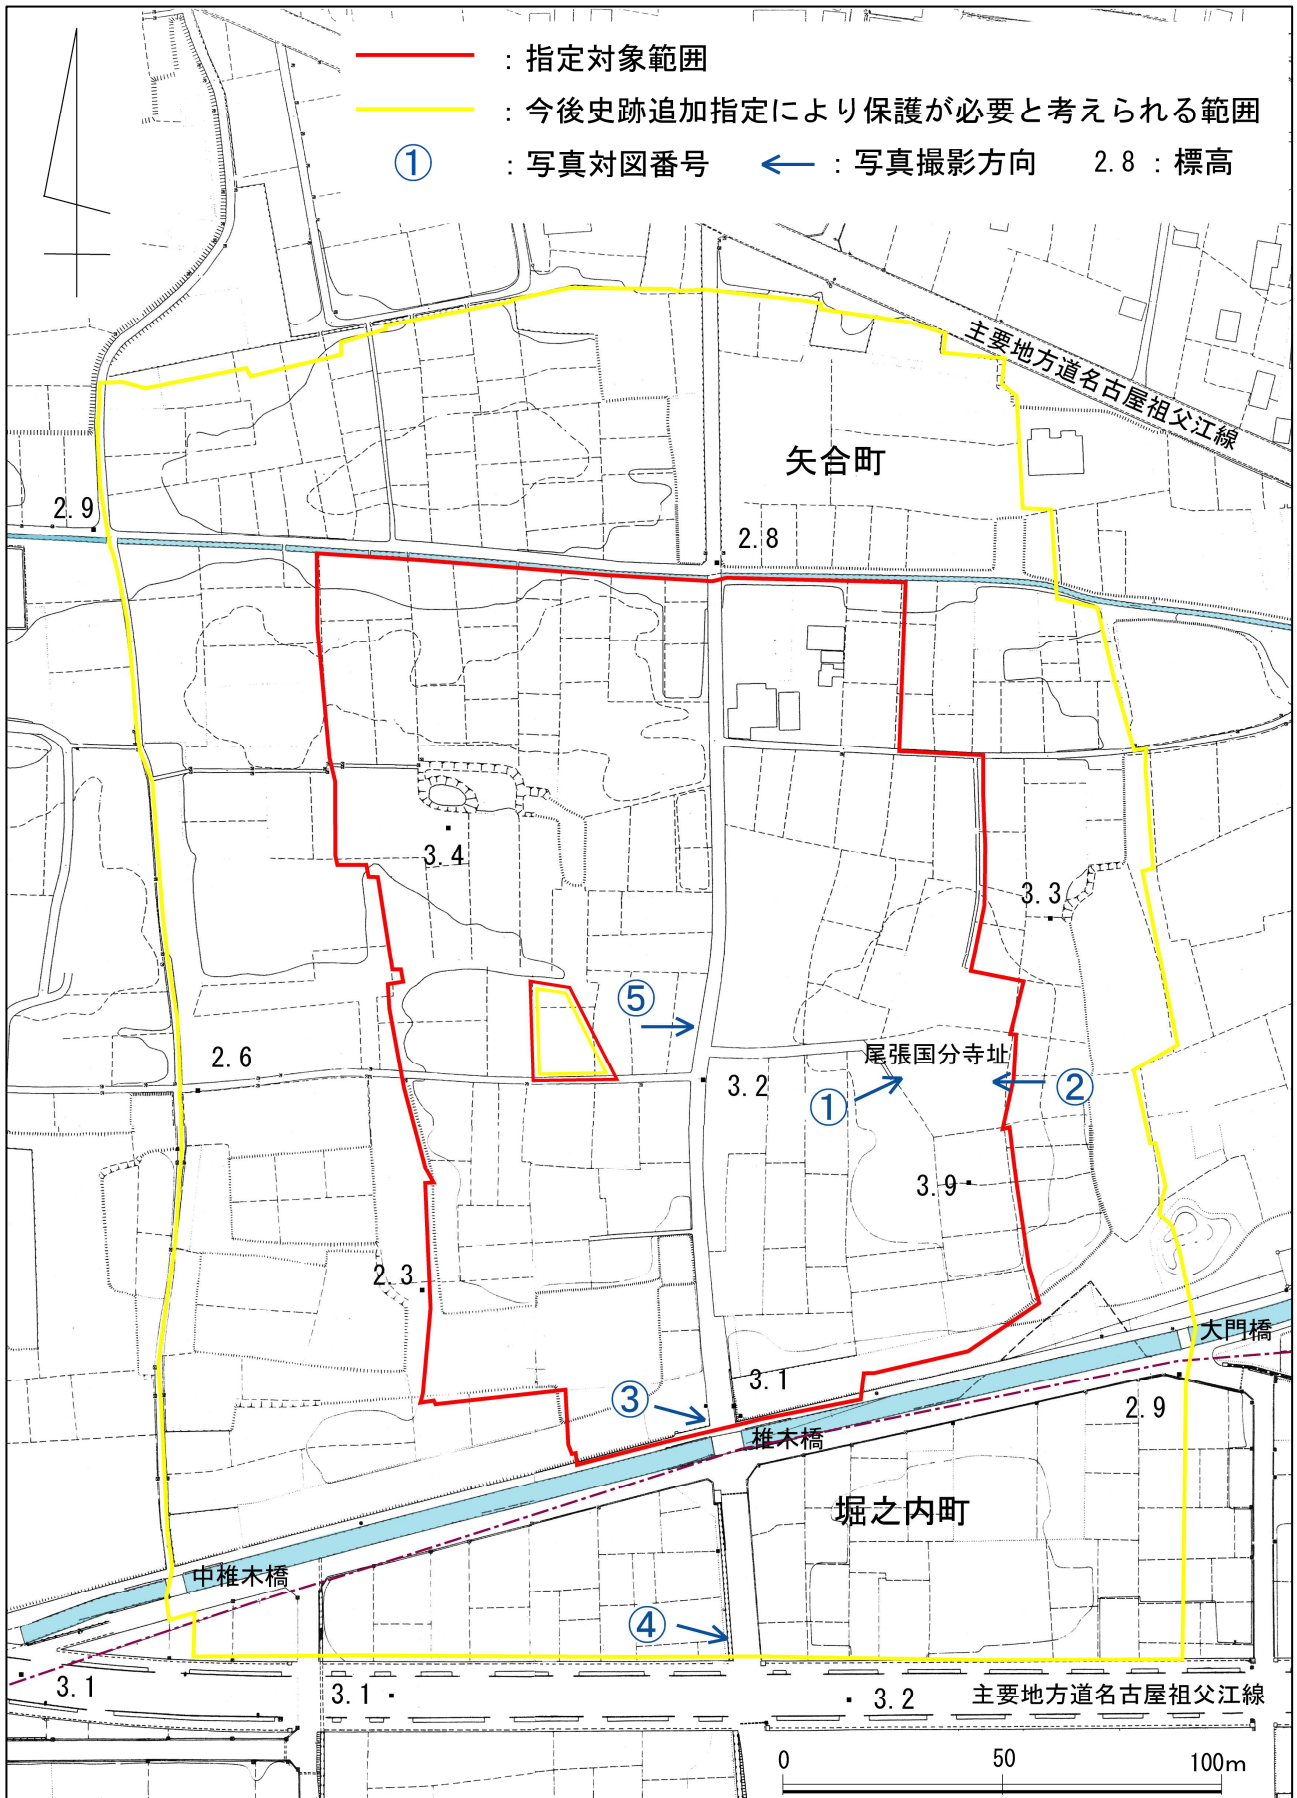 ：指定対象範囲
：今後史跡追加指定により保護が必要と考えられる範囲
① ：写真対図番号 ：写真撮影方向 2.8：標高
主要地方道名古屋祖父江線
矢合町
2.9
2.8
3.4
3.3
⑤
尾張国分寺址
2.6
3.2
①
②
3.9
2.3
大門橋
3.1
③
2.9
椎木橋
堀之内町
中椎木橋
④
3.1
3.1
3.2
主要地方道名古屋祖父江線
0 50 100m